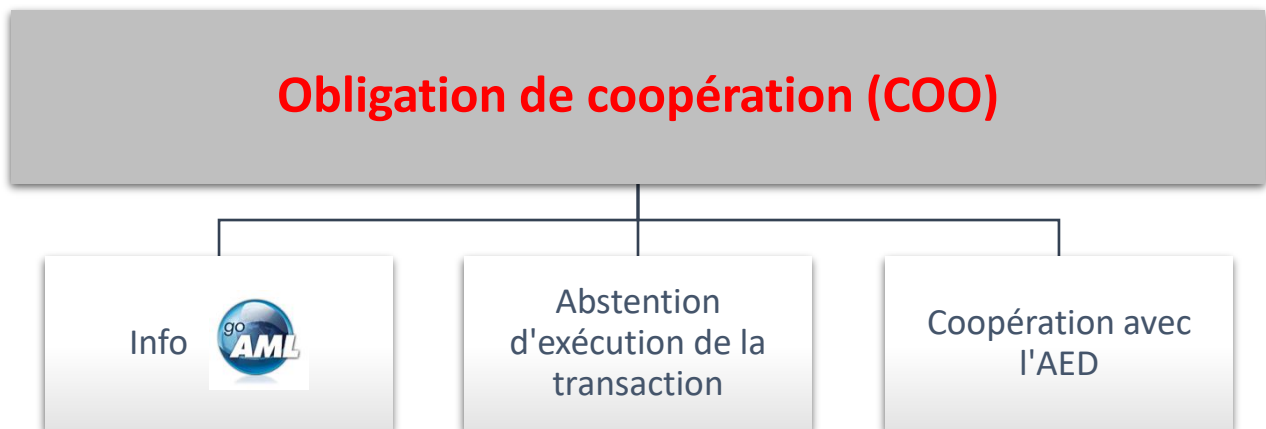 Obligation de coopération (COO)
Info
go
AML
Abstention
d'exécution de la
transaction
Coopération avec
l'AED